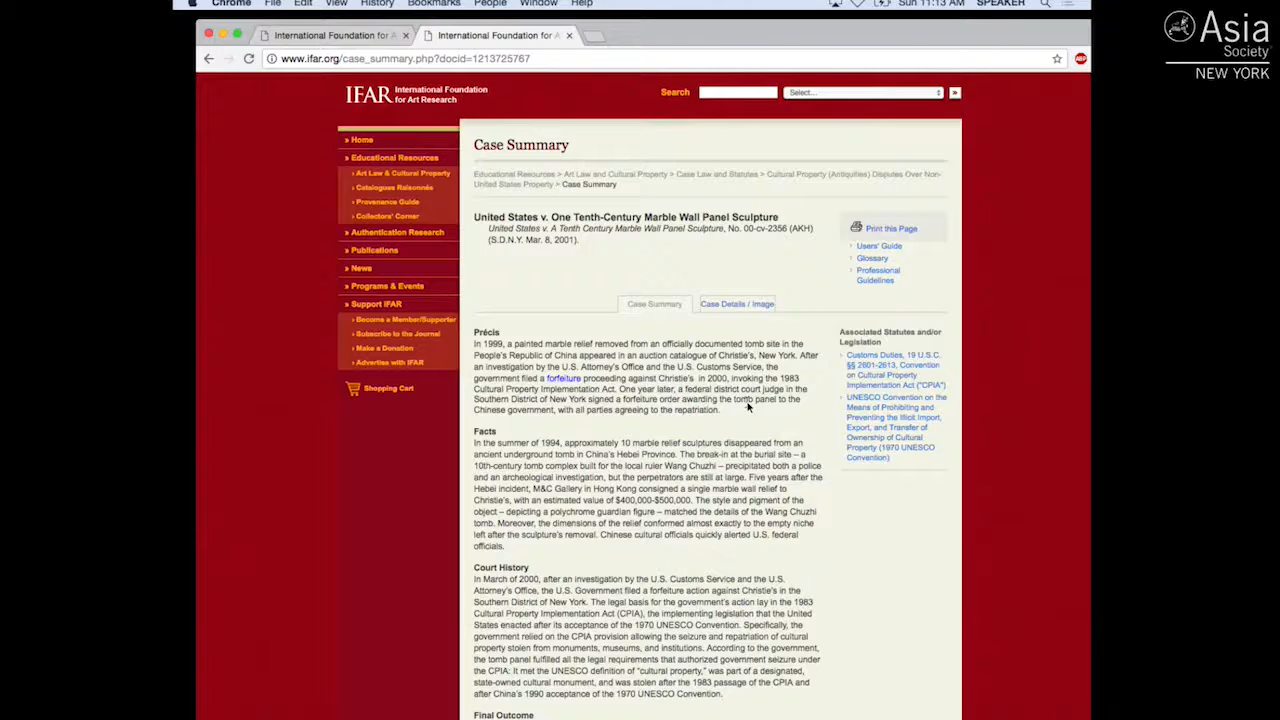 Chrome File Edit View History Bookmarks People Window Help Sun 11:13 AM SPEAKER
Asia
Society
NEW YORK
International Foundation for A
International Foundation for A
www.ifar.org/case_summary.php?docid=1213725767
ABP
IFAR International Foundation
for Art Research
Search Select... »
» Home
» Educational Resources
› Art Law & Cultural Property
› Catalogues Raisonnés
› Provenance Guide
› Collectors' Corner
» Authentication Research
» Publications
» News
» Programs & Events
» Support IFAR
› Become a Member/Supporter
› Subscribe to the Journal
› Make a Donation
› Advertise with IFAR
Shopping Cart
Case Summary
Educational Resources > Art Law and Cultural Property > Case Law and Statutes > Cultural Property (Antiquities) Disputes Over Non-
United States Property > Case Summary
United States v. One Tenth-Century Marble Wall Panel Sculpture
United States v. A Tenth Century Marble Wall Panel Sculpture, No. 00-cv-2356 (AKH)
(S.D.N.Y. Mar. 8, 2001).
Print this Page
Users' Guide
Glossary
Professional
Guidelines
Case Summary Case Details / Image
Précis
In 1999, a painted marble relief removed from an officially documented tomb site in the
People's Republic of China appeared in an auction catalogue of Christie's, New York. After
an investigation by the U.S. Attorney's Office and the U.S. Customs Service, the
government filed a forfeiture proceeding against Christie's in 2000, invoking the 1983
Cultural Property Implementation Act. One year later, a federal district court judge in the
Southern District of New York signed a forfeiture order awarding the tomb panel to the
Chinese government, with all parties agreeing to the repatriation.
Facts
In the summer of 1994, approximately 10 marble relief sculptures disappeared from an
ancient underground tomb in China's Hebei Province. The break-in at the burial site – a
10th-century tomb complex built for the local ruler Wang Chuzhi – precipitated both a police
and an archeological investigation, but the perpetrators are still at large. Five years after the
Hebei incident, M&C Gallery in Hong Kong consigned a single marble wall relief to
Christie's, with an estimated value of $400,000-$500,000. The style and pigment of the
object – depicting a polychrome guardian figure – matched the details of the Wang Chuzhi
tomb. Moreover, the dimensions of the relief conformed almost exactly to the empty niche
left after the sculpture's removal. Chinese cultural officials quickly alerted U.S. federal
officials.
Court History
In March of 2000, after an investigation by the U.S. Customs Service and the U.S.
Attorney's Office, the U.S. Government filed a forfeiture action against Christie's in the
Southern District of New York. The legal basis for the government's action lay in the 1983
Cultural Property Implementation Act (CPIA), the implementing legislation that the United
States enacted after its acceptance of the 1970 UNESCO Convention. Specifically, the
government relied on the CPIA provision allowing the seizure and repatriation of cultural
property stolen from monuments, museums, and institutions. According to the government,
the tomb panel fulfilled all the legal requirements that authorized government seizure under
the CPIA: It met the UNESCO definition of "cultural property," was part of a designated,
state-owned cultural monument, and was stolen after the 1983 passage of the CPIA and
after China's 1990 acceptance of the 1970 UNESCO Convention.
Final Outcome
Associated Statutes and/or
Legislation
Customs Duties, 19 U.S.C.
§§ 2601-2613, Convention
on Cultural Property
Implementation Act ("CPIA")
UNESCO Convention on the
Means of Prohibiting and
Preventing the Illicit Import,
Export, and Transfer of
Ownership of Cultural
Property (1970 UNESCO
Convention)